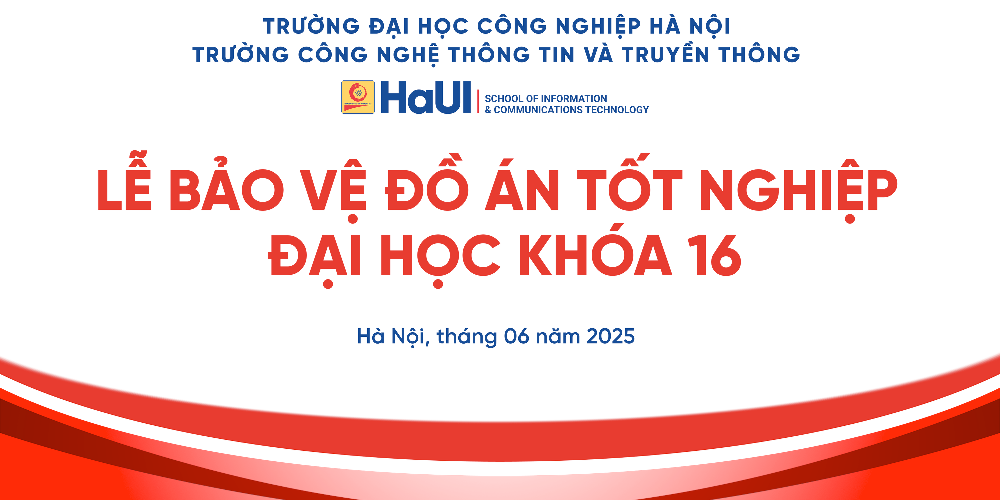 TRƯỜNG ĐẠI HỌC CÔNG NGHIỆP HÀ NỘI
TRƯỜNG CÔNG NGHỆ THÔNG TIN VÀ TRUYỀN THÔNG
HANOI UNIVERSITY OF INDUSTRY
HaUI
SCHOOL OF INFORMATION
& COMMUNICATIONS TECHNOLOGY
LỄ BẢO VỆ ĐỒ ÁN TỐT NGHIỆP
ĐẠI HỌC KHÓA 16
Hà Nội, tháng 06 năm 2025